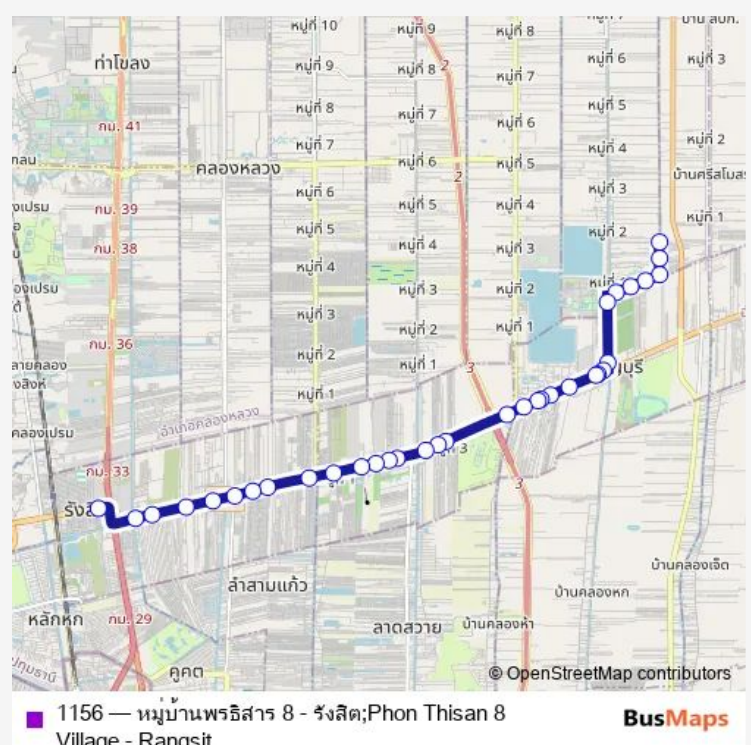 หมู่ที่ 10
หมู่ที่ 9
หมู่ที่ 8
บ้าน สปก.
ท่าโขลง
หมู่ที่ 9
หมู่ที่ 8
2
หมู่ที่ 7
หมู่ที่ 6
หมู่ที่ 3
หมู่ที่ 8
หมู่ที่ 7
หมู่ที่ 6
หมู่ที่ 5
กม. 41
หมู่ที่ 7
หมู่ที่ 6
หมู่ที่ 5
หมู่ที่ 4
หมู่ที่ 2
คลองหลวง
2
บ้านศรีสโมสร
หมู่ที่ 6
หมู่ที่ 5
หมู่ที่ 4
หมู่ที่ 3
กม. 39
หมู่ที่ 1
หมู่ที่ 5
หมู่ที่ 4
หมู่ที่ 3
หมู่ที่ 2
กม. 38
หมู่ที่ 4
หมู่ที่ 3
หมู่ที่ 2
หมู่ที่ 3
หมู่ที่ 2
หมู่ที่ 1
กม. 36
หมู่ที่ 2
หมู่ที่ 1
3
หมู่ที่ 1
อำเภอคลองหลวง
กม. 33
3
3
ลำสามแก้ว
บ้านคลองเจ็ด
บ้านคลองหก
หลักหก
กม. 29
ลาดสวาย
บ้านคลองห้า
คูคต
© OpenStreetMap contributors
1156 — หมู่บ้านพรธิสาร 8 - รังสิต;Phon Thisan 8
Village - Rangsit
BusMaps